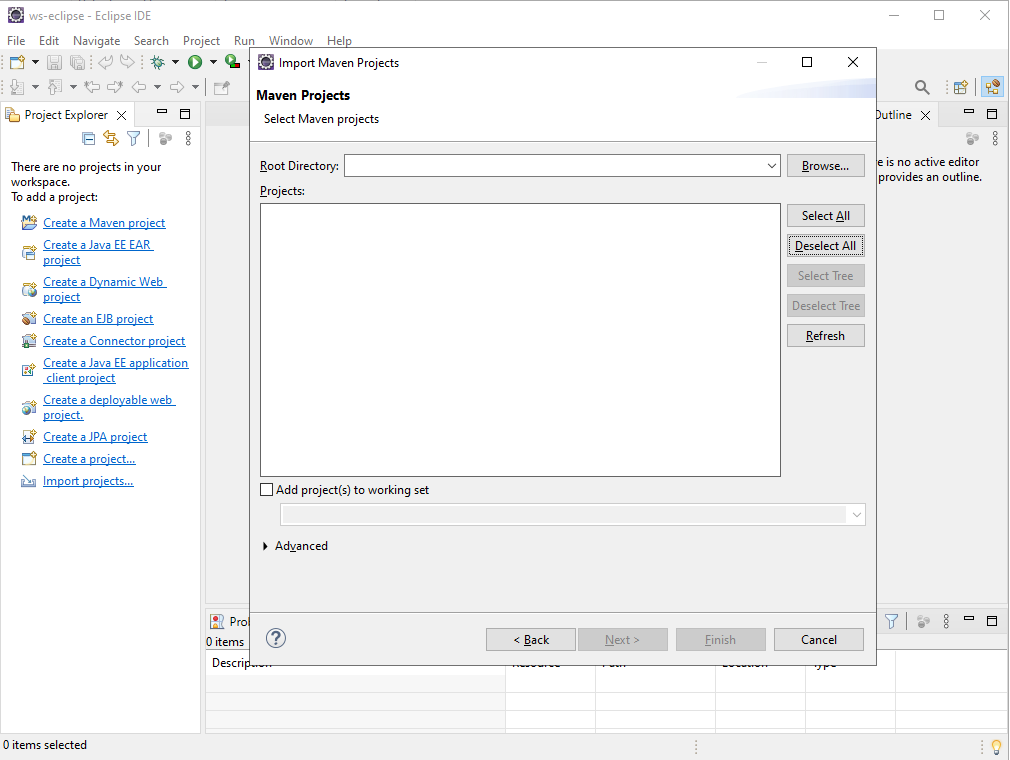 ws-eclipse - Eclipse IDE
File Edit Navigate Search Project Run Window Help
Import Maven Projects
Maven Projects
Select Maven projects
Project Explorer
Outline
There are no projects in your
workspace.
To add a project:
Create a Maven project
Create a Java EE EAR
project
Create a Dynamic Web
project
Create an EJB project
Create a Connector project
Create a Java EE application
client project
Create a deployable web
project.
Create a JPA project
Create a project...
Import projects...
Root Directory:
Browse...
Projects:
Select All
Deselect All
Select Tree
Deselect Tree
Refresh
Add project(s) to working set
Advanced
? < Back Next > Finish Cancel
e is no active editor
provides an outline.
0 items
Description Resource Path Location Type
0 items selected